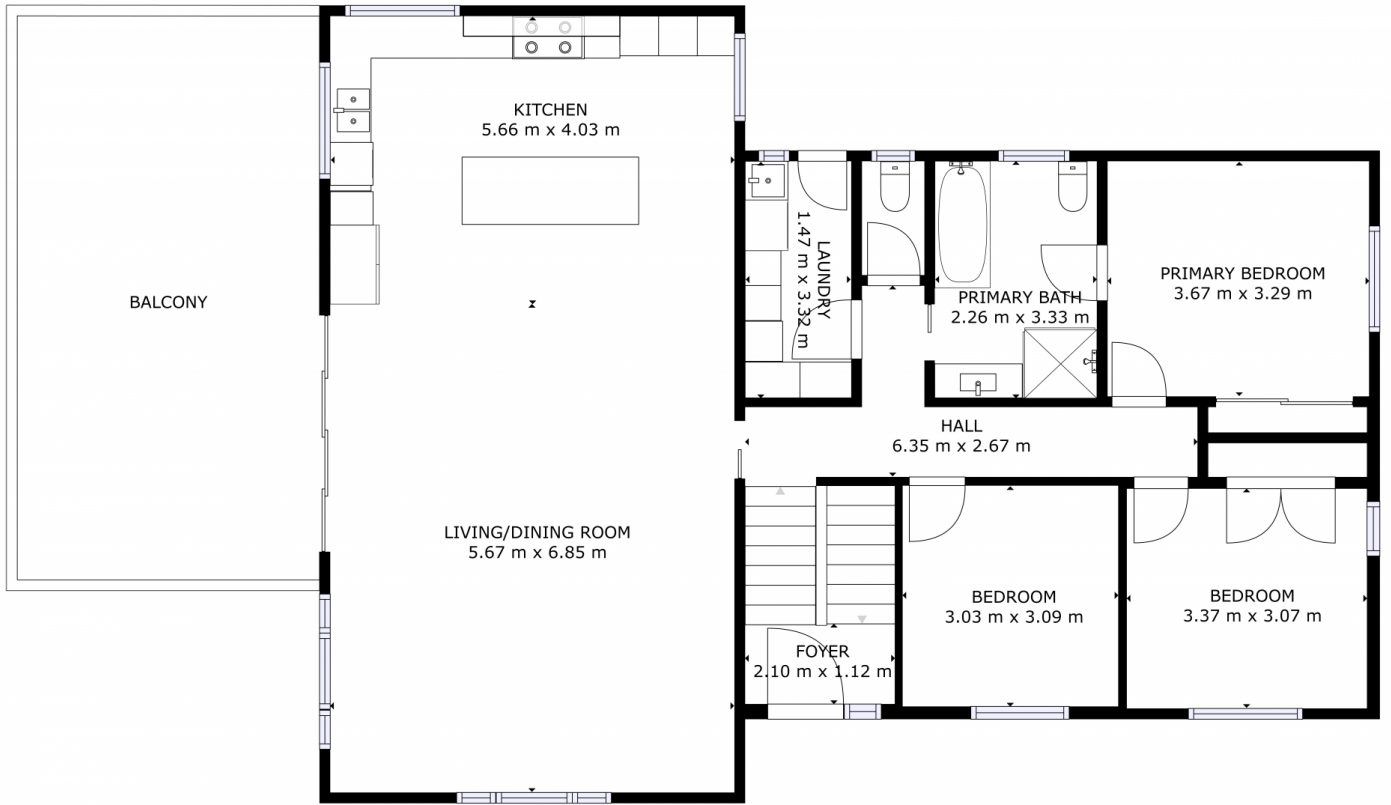 KITCHEN
5.66 m x 4.03 m
BALCONY
LAUNDRY
1.47 m x 3.32 m
PRIMARY BATH
2.26 m x 3.33 m
PRIMARY BEDROOM
3.67 m x 3.29 m
HALL
6.35 m x 2.67 m
LIVING/DINING ROOM
5.67 m x 6.85 m
FOYER
2.10 m x 1.12 m
BEDROOM
3.03 m x 3.09 m
BEDROOM
3.37 m x 3.07 m